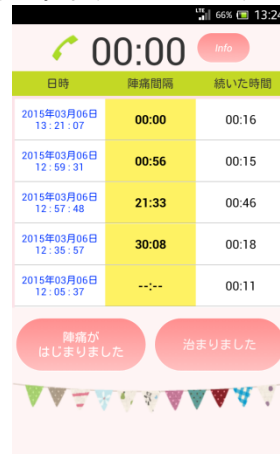 LTE 66% 13:24
00:00 Info
日時 陣痛間隔 続いた時間
2015年03月06日
13:21:07 00:00 00:16
2015年03月06日
12:59:31 00:56 00:15
2015年03月06日
12:57:48 21:33 00:46
2015年03月06日
12:35:57 30:08 00:18
2015年03月06日
12:05:37 --:-- 00:11
陣痛が
はじまりました
治まりました